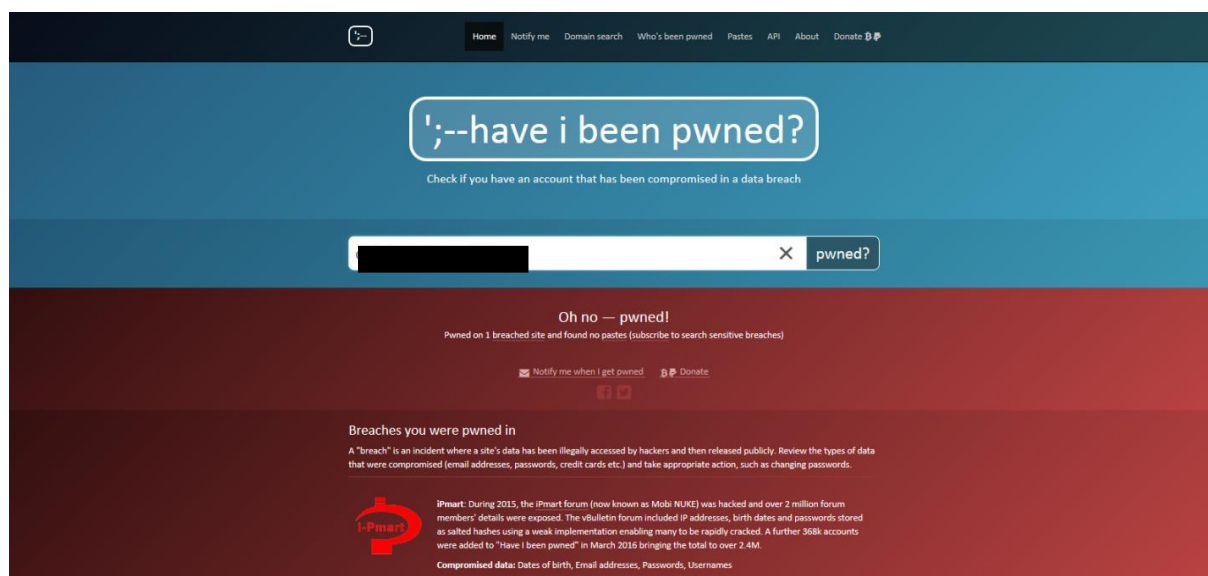 ';--
Home Notify me Domain search Who's been pwned Pastes API About Donate
';--have i been pwned?
Check if you have an account that has been compromised in a data breach
pwned?
Oh no — pwned!
Pwned on 1 breached site and found no pastes (subscribe to search sensitive breaches)
Notify me when I get pwned Donate
Breaches you were pwned in
A "breach" is an incident where a site's data has been illegally accessed by hackers and then released publicly. Review the types of data
that were compromised (email addresses, passwords, credit cards etc.) and take appropriate action, such as changing passwords.
I-Pmart
iPmart: During 2015, the iPmart forum (now known as Mobi NUKE) was hacked and over 2 million forum
members' details were exposed. The vBulletin forum included IP addresses, birth dates and passwords stored
as salted hashes using a weak implementation enabling many to be rapidly cracked. A further 368k accounts
were added to "Have I been pwned" in March 2016 bringing the total to over 2.4M.
Compromised data: Dates of birth, Email addresses, Passwords, Usernames